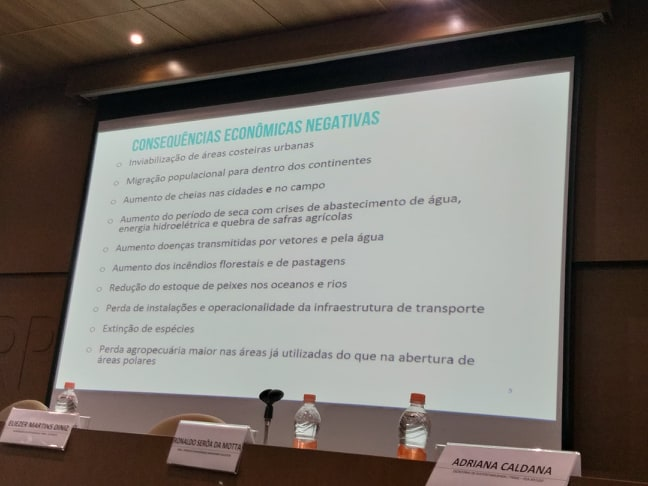 CONSEQUÊNCIAS ECONÔMICAS NEGATIVAS
Inviabilização de áreas costeiras urbanas
Migração populacional para dentro dos continentes
Aumento de cheias nas cidades e no campo
Aumento do período de seca com crises de abastecimento de água,
energia hidroelétrica e quebra de safras agrícolas
Aumento doenças transmitidas por vetores e pela água
Aumento dos incêndios florestais e de pastagens
Redução do estoque de peixes nos oceanos e rios
Perda de instalações e operacionalidade da infraestrutura de transporte
Extinção de espécies
Perda agropecuária maior nas áreas já utilizadas do que na abertura de
áreas polares
ELIEZER MARTINS DINIZ
RONALDO SERÔA DA MOTTA
ADRIANA CALDANA